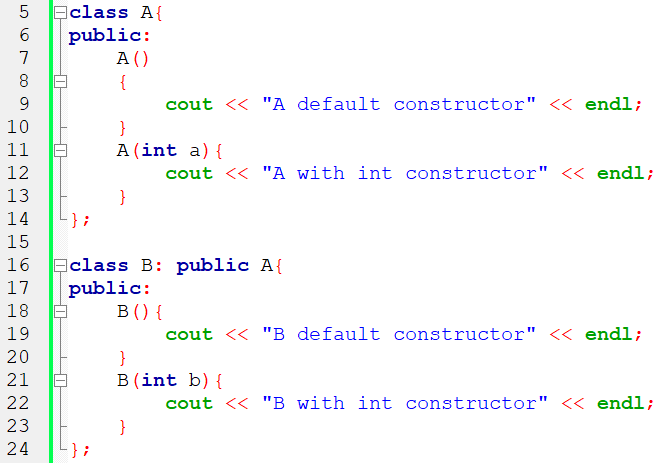 5 class A{
6 public:
7     A()
8     {
9         cout << "A default constructor" << endl;
10     }
11     A(int a){
12         cout << "A with int constructor" << endl;
13     }
14 };
15
16 class B: public A{
17 public:
18     B(){
19         cout << "B default constructor" << endl;
20     }
21     B(int b){
22         cout << "B with int constructor" << endl;
23     }
24 };